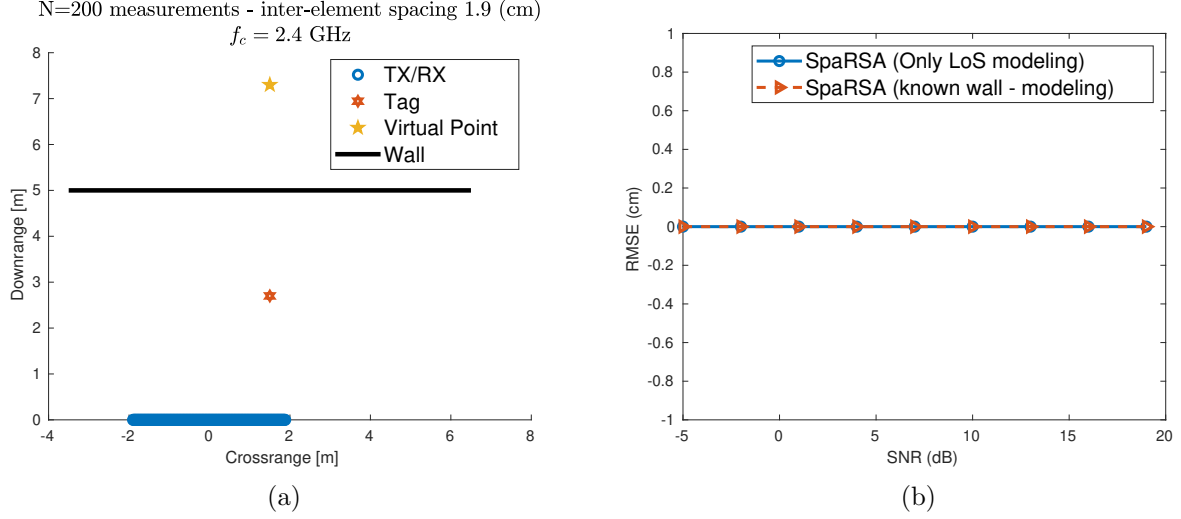 N=200 measurements - inter-element spacing 1.9 (cm)
f_c = 2.4 GHz
8
7
6
5
4
3
2
1
0
Downrange [m]
-4
-2
0
2
4
6
8
Crossrange [m]
TX/RX
Tag
Virtual Point
Wall
(a)
1
0.8
0.6
0.4
0.2
0
-0.2
-0.4
-0.6
-0.8
-1
RMSE (cm)
-5
0
5
10
15
20
SNR (dB)
SpaRSA (Only LoS modeling)
SpaRSA (known wall - modeling)
(b)